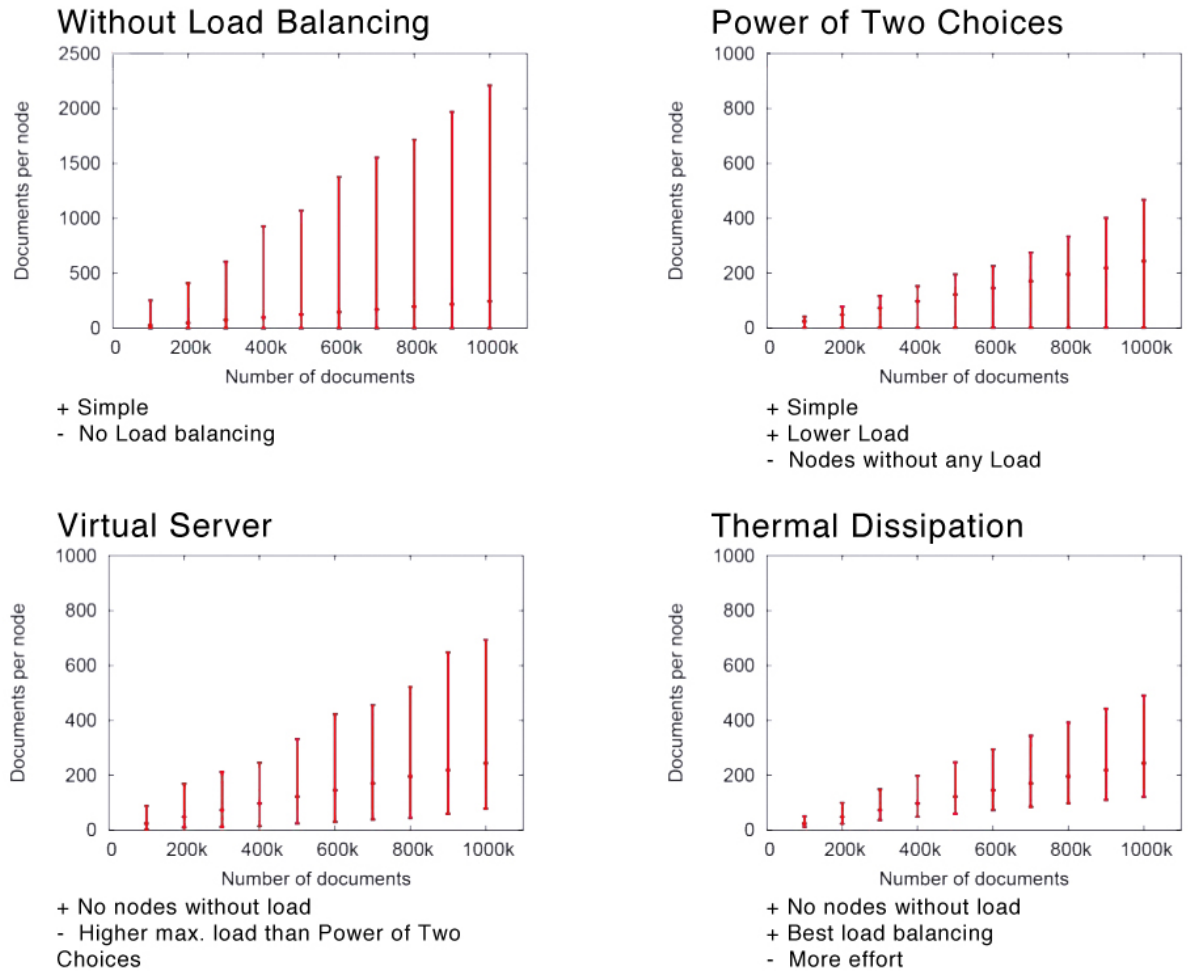 Without Load Balancing
2500
2000
1500
1000
500
0
Documents per node
0 200k 400k 600k 800k 1000k
Number of documents
+ Simple
- No Load balancing
Power of Two Choices
1000
800
600
400
200
0
Documents per node
0 200k 400k 600k 800k 1000k
Number of documents
+ Simple
+ Lower Load
- Nodes without any Load
Virtual Server
1000
800
600
400
200
0
Documents per node
0 200k 400k 600k 800k 1000k
Number of documents
+ No nodes without load
- Higher max. load than Power of Two
Choices
Thermal Dissipation
1000
800
600
400
200
0
Documents per node
0 200k 400k 600k 800k 1000k
Number of documents
+ No nodes without load
+ Best load balancing
- More effort